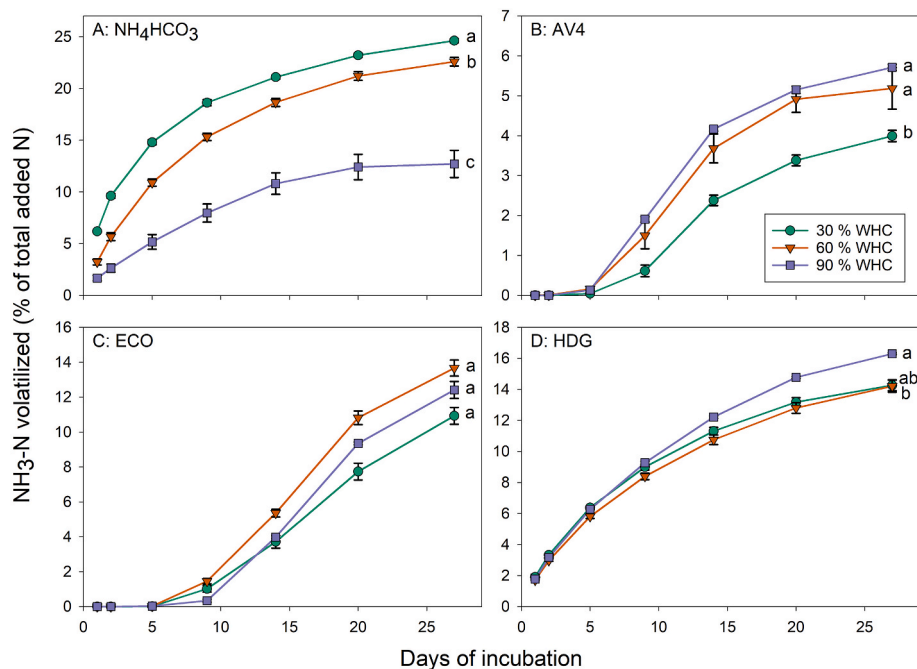 A: NH₄HCO₃
25
20
15
10
5
0
a
b
c
B: AV4
7
6
5
4
3
2
1
0
a
a
b
30 % WHC
60 % WHC
90 % WHC
C: ECO
16
14
12
10
8
6
4
2
0
a
a
a
0 5 10 15 20 25
D: HDG
18
16
14
12
10
8
6
4
2
0
a
ab
b
0 5 10 15 20 25
NH₃-N volatilized (% of total added N)
Days of incubation